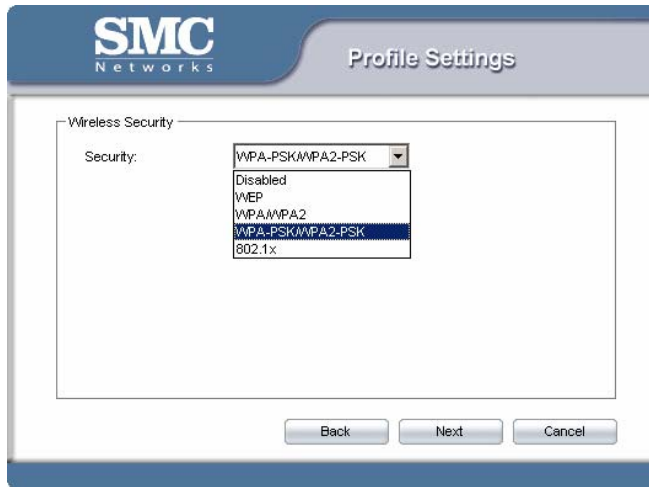 SMC
Networks
Profile Settings
Wireless Security
Security: WPA-PSK/WPA2-PSK
Disabled
WEP
WPA/WPA2
WPA-PSK/WPA2-PSK
802.1x
Back Next Cancel